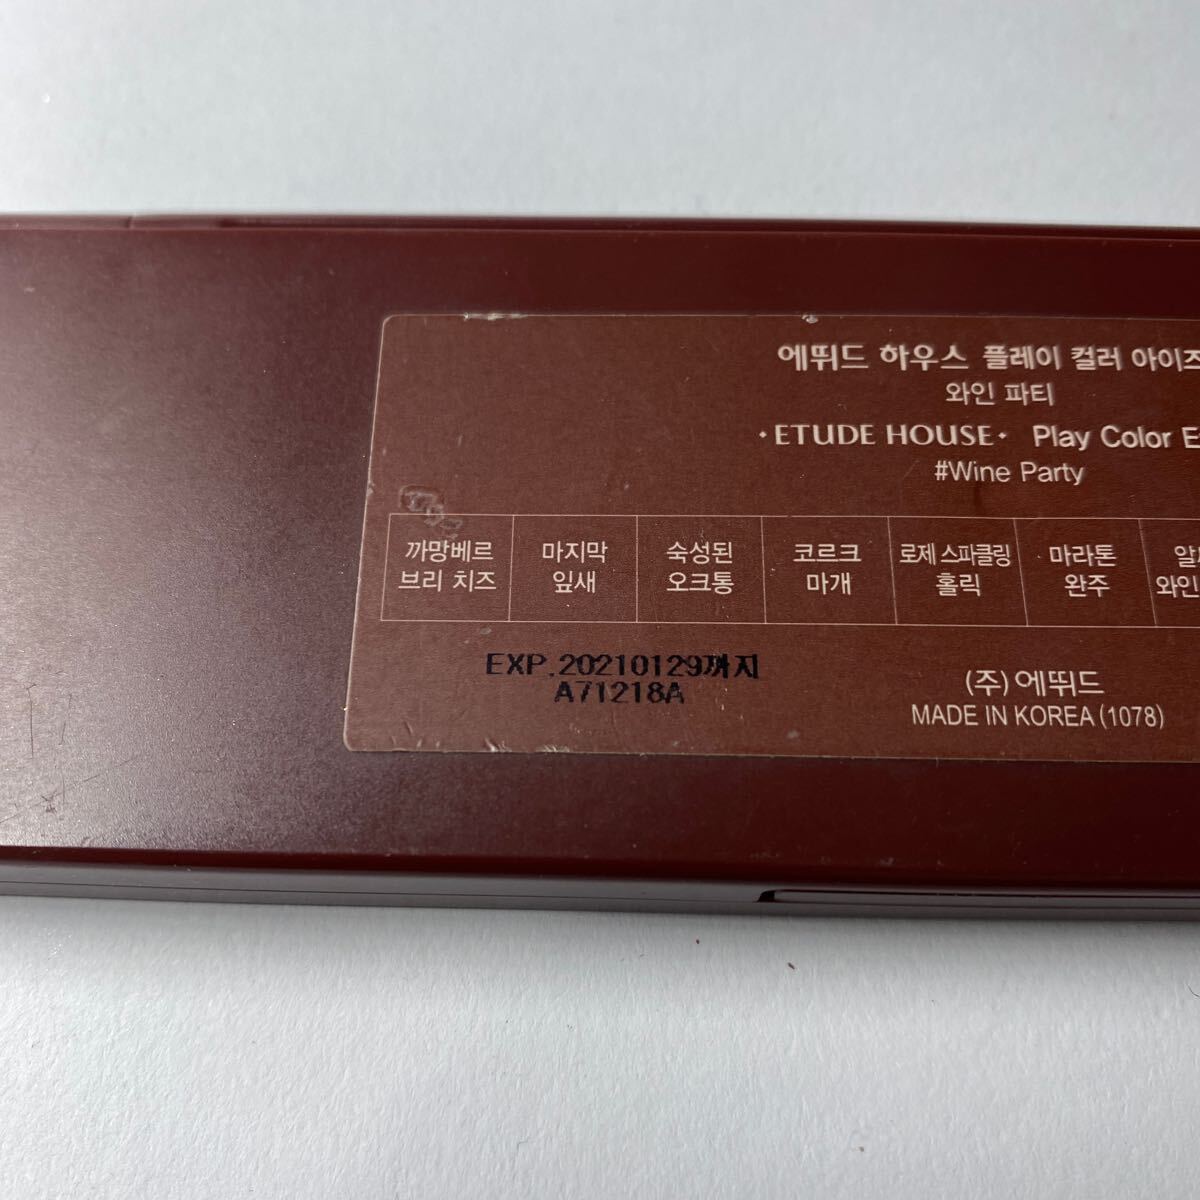 에뛰드 하우스 플레이 컬러 아이즈
와인 파티
ETUDE HOUSE Play Color
#Wine Party
까망베르 브리 치즈
마지막 잎새
숙성된 오크통
코르크 마개
로제 스파클링 홀릭
마라톤 완주
와인
EXP.20210129까지
A71218A
(주)에뛰드
MADE IN KOREA (1078)